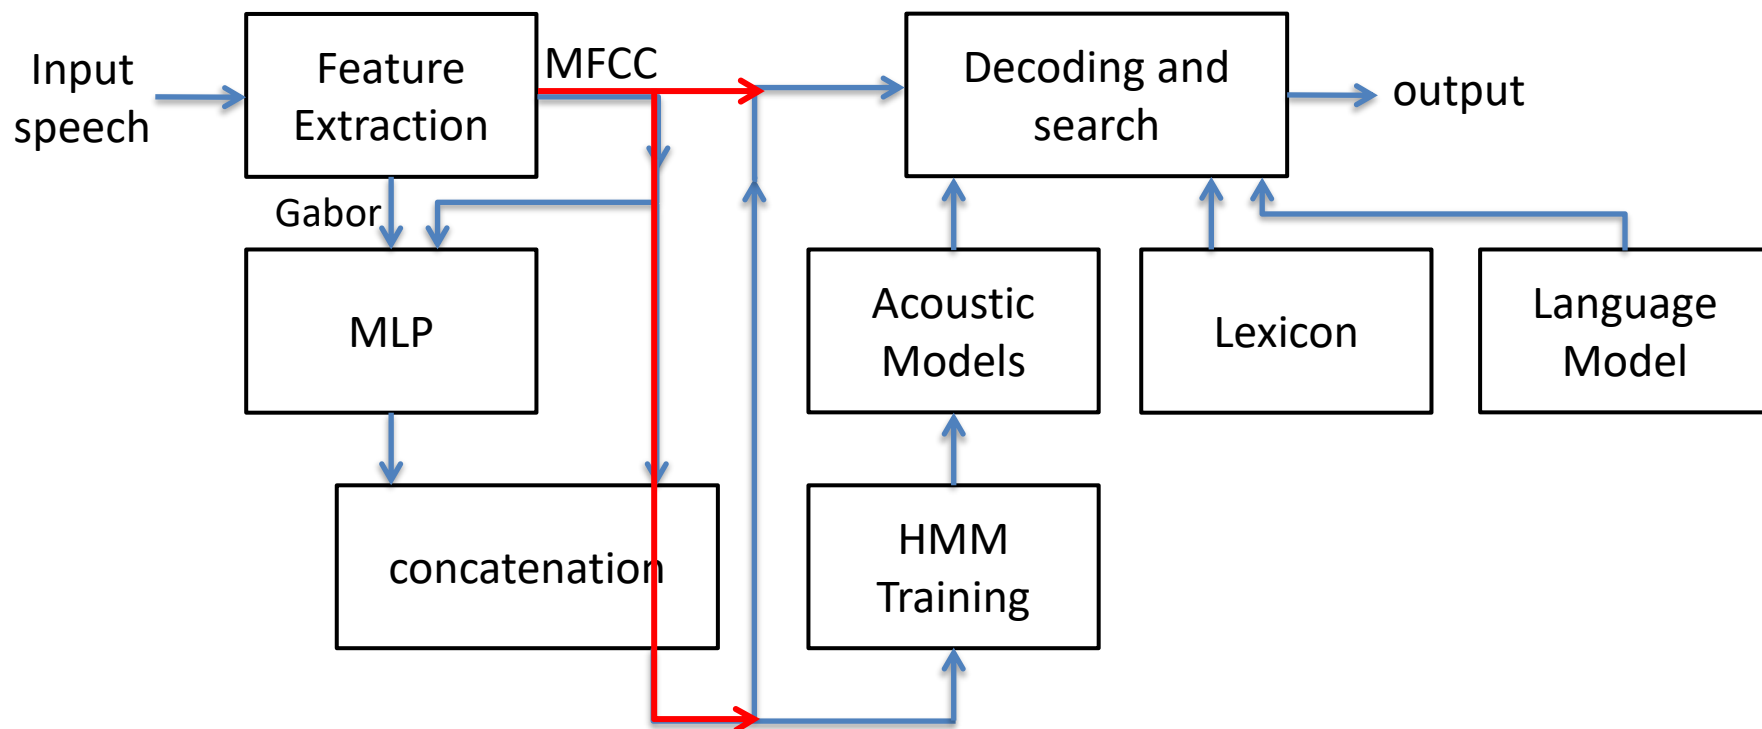 Input
speech
Feature
Extraction
MFCC
Decoding and
search
output
Gabor
MLP
Acoustic
Models
Lexicon
Language
Model
concatenation
HMM
Training